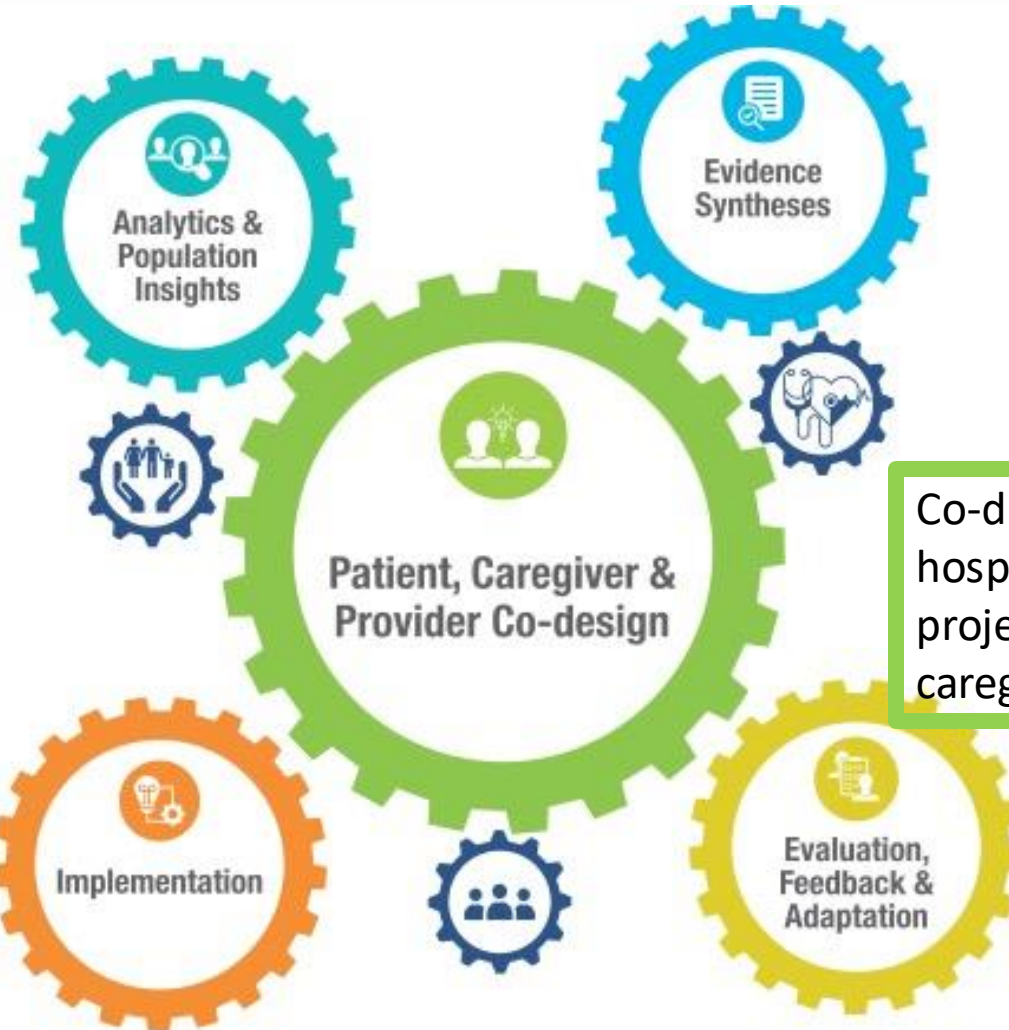 Analytics &
Population
Insights
Evidence
Syntheses
Patient, Caregiver &
Provider Co-design
Implementation
Evaluation,
Feedback &
Adaptation